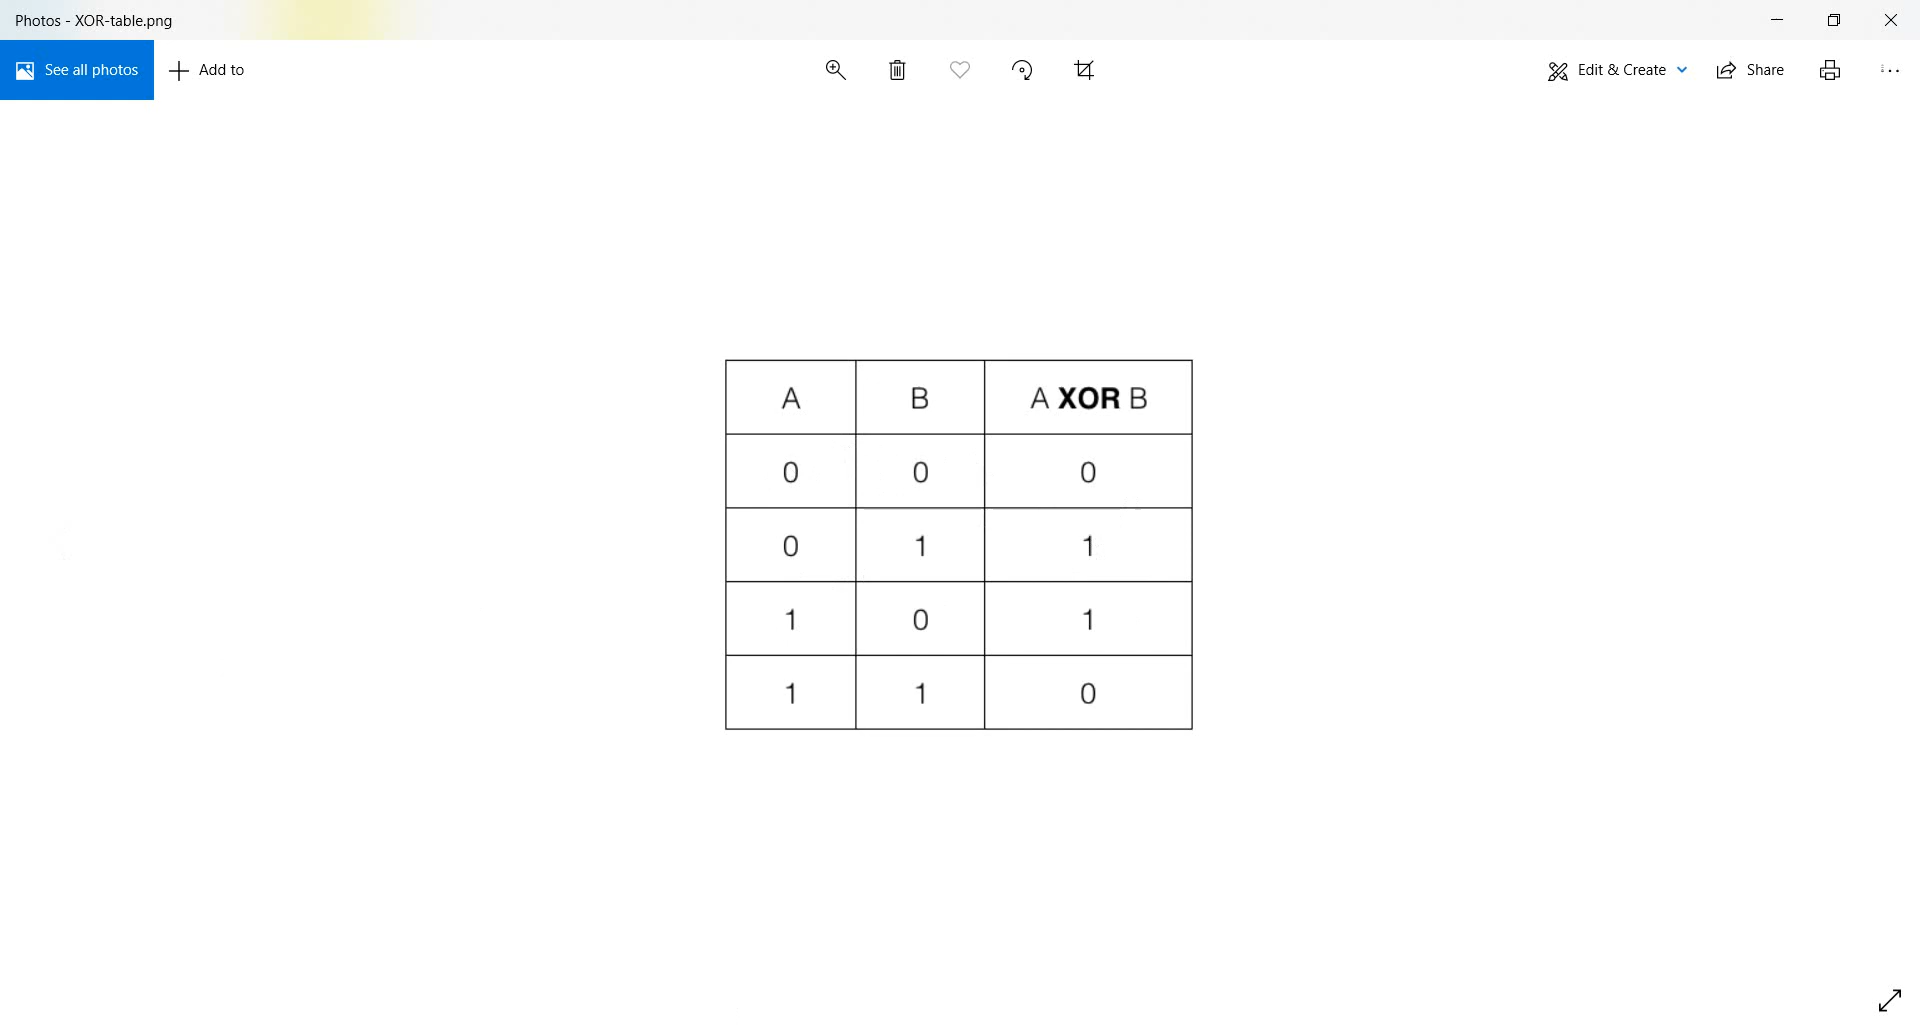 Photos - XOR-table.png
See all photos
Add to
Edit & Create
Share
A B A XOR B
0 0 0
0 1 1
1 0 1
1 1 0